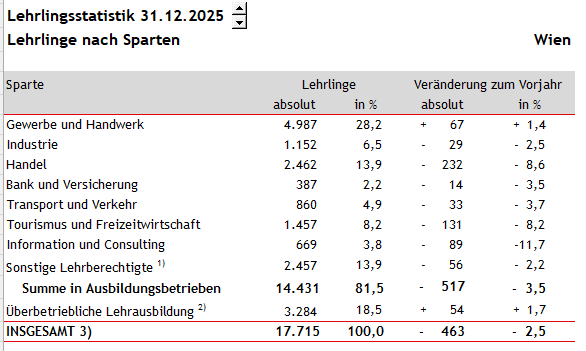 Lehrlingsstatistik 31.12.2025
Lehrlinge nach Sparten Wien
Sparte Lehrlinge Veränderung zum Vorjahr
absolut in % absolut in %
Gewerbe und Handwerk 4.987 28,2 + 67 + 1,4
Industrie 1.152 6,5 - 29 - 2,5
Handel 2.462 13,9 - 232 - 8,6
Bank und Versicherung 387 2,2 - 14 - 3,5
Transport und Verkehr 860 4,9 - 33 - 3,7
Tourismus und Freizeitwirtschaft 1.457 8,2 - 131 - 8,2
Information und Consulting 669 3,8 - 89 -11,7
Sonstige Lehrberechtigte 1) 2.457 13,9 - 56 - 2,2
Summe in Ausbildungsbetrieben 14.431 81,5 - 517 - 3,5
Überbetriebliche Lehrausbildung 2) 3.284 18,5 + 54 + 1,7
INSGESAMT 3) 17.715 100,0 - 463 - 2,5